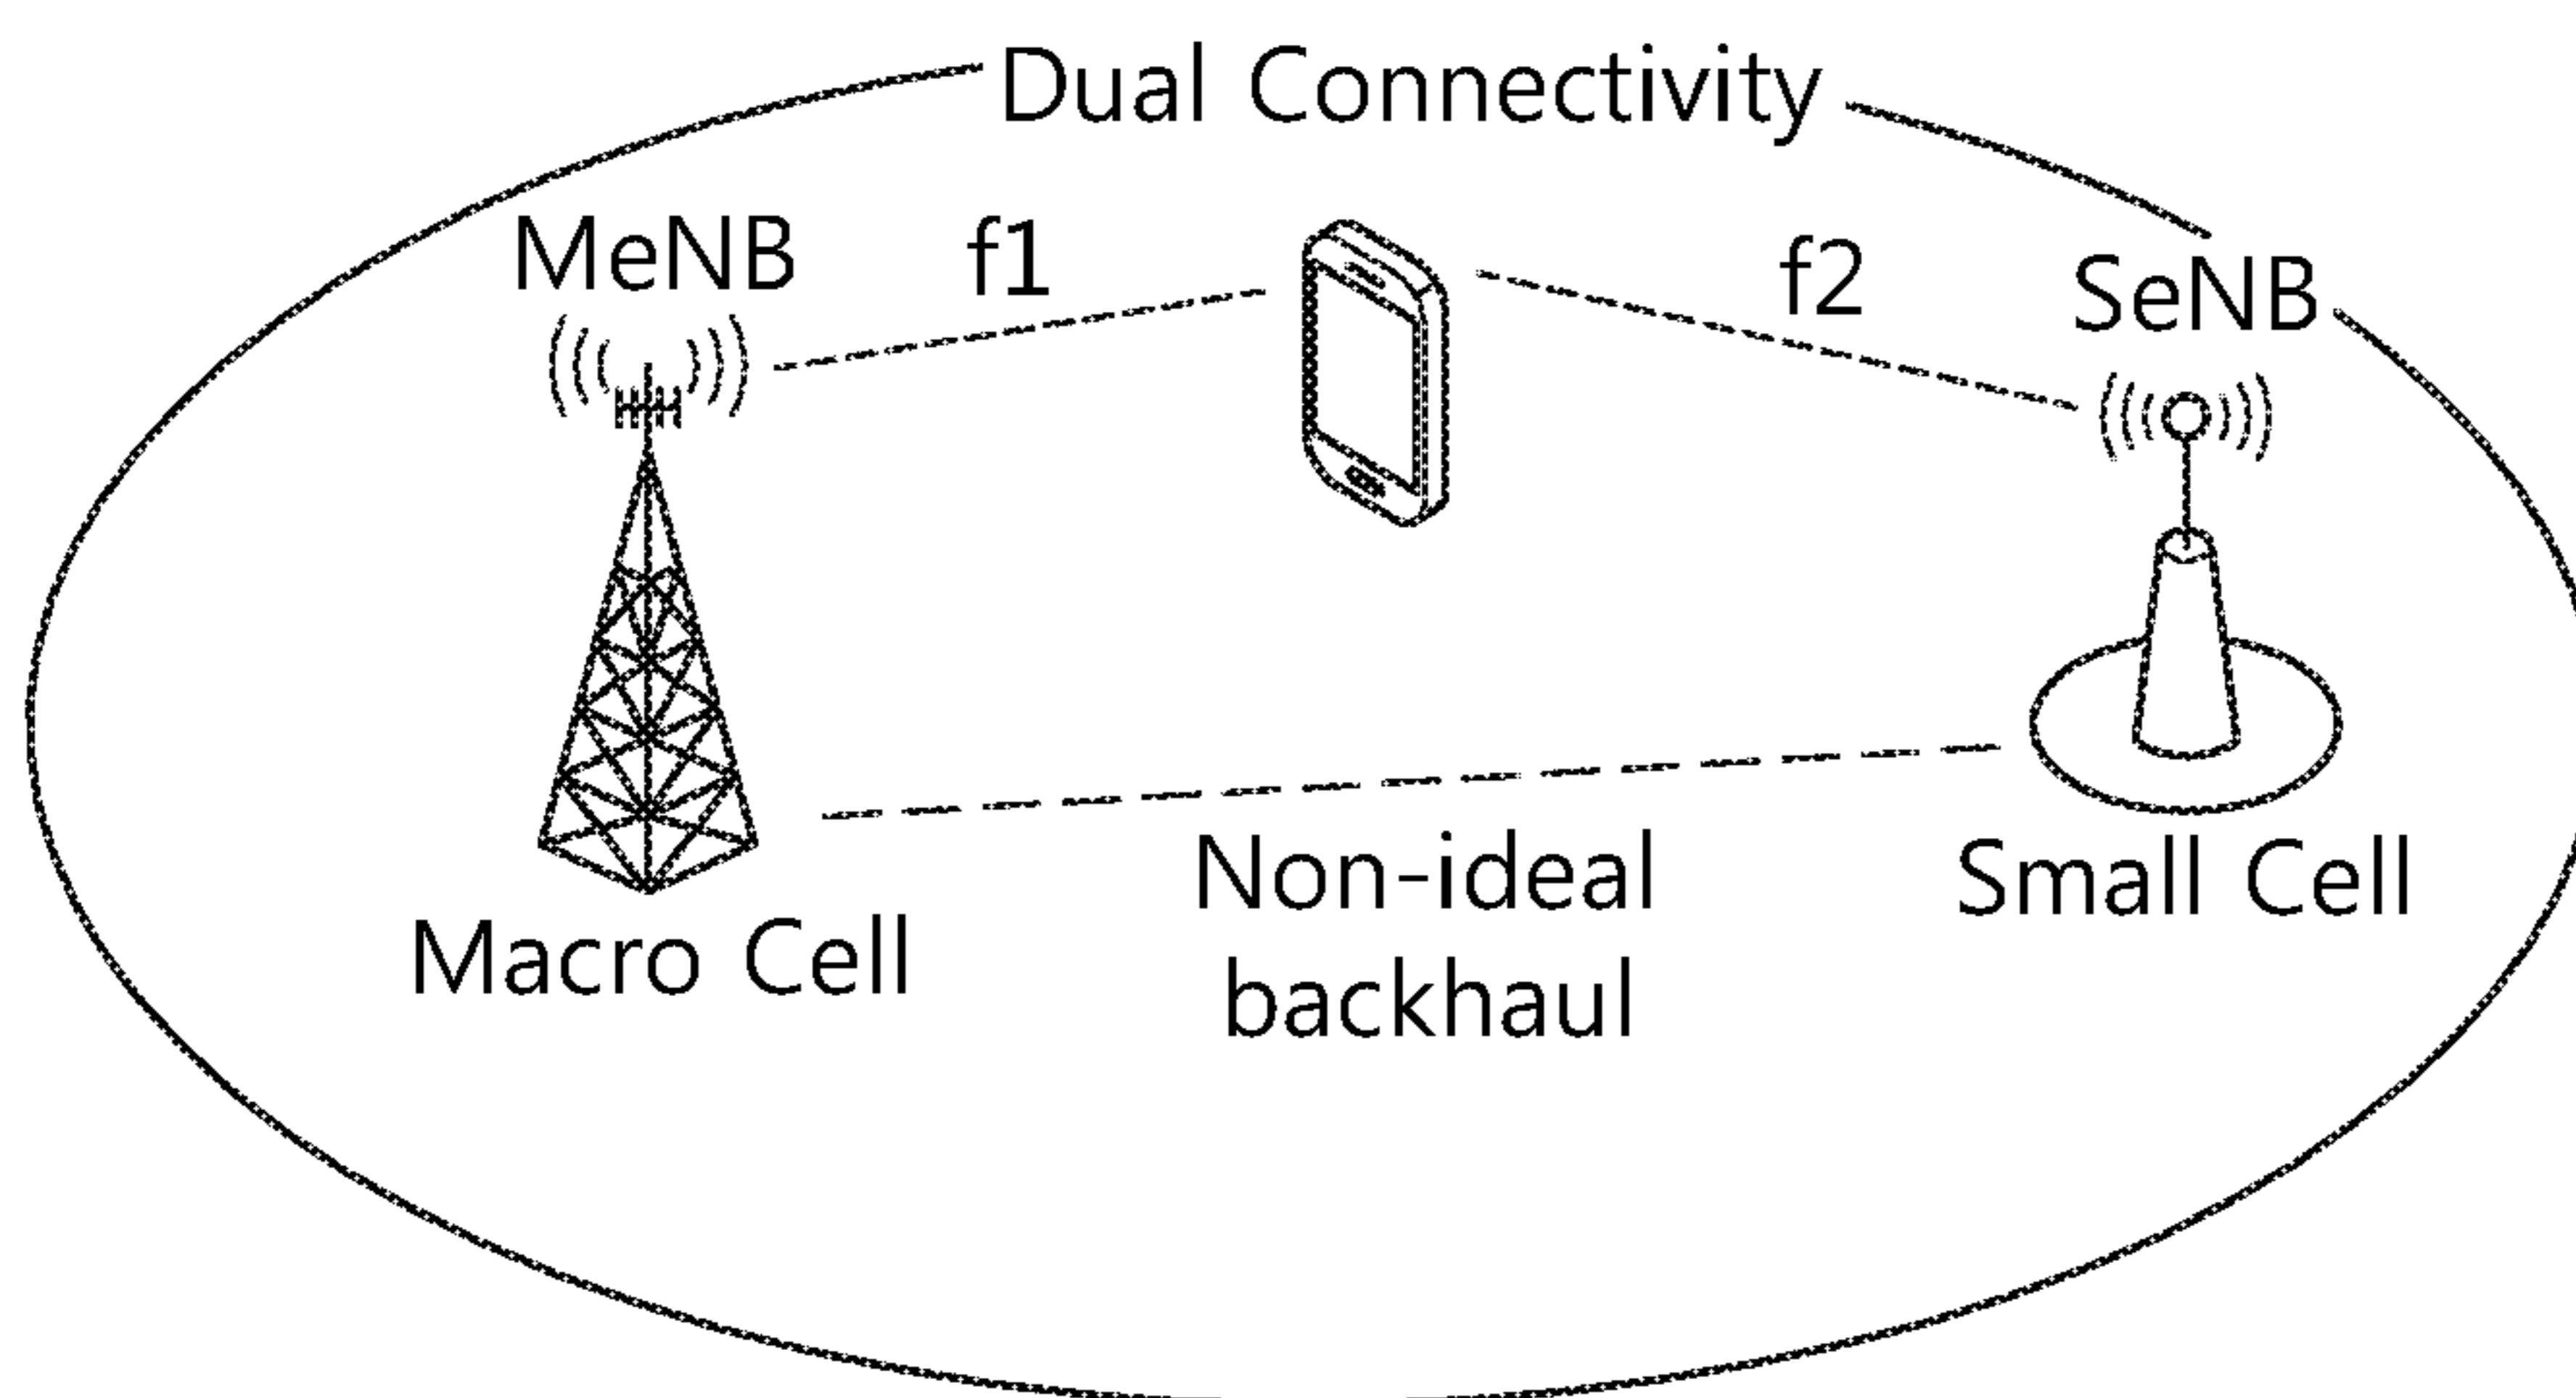 Dual Connectivity
MeNB
f1
f2
SeNB
Non-ideal
backhaul
Small Cell
Macro Cell